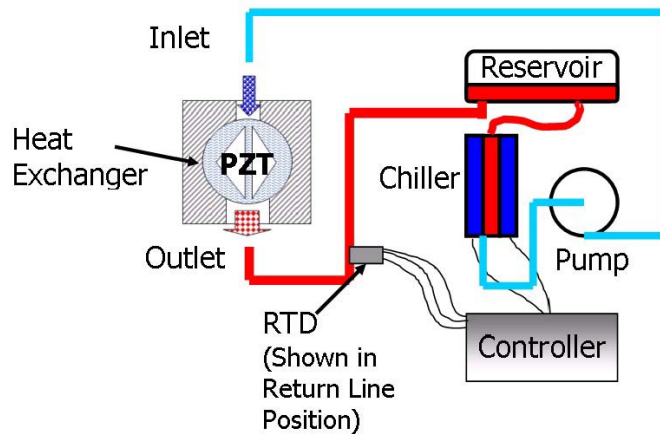 Inlet
Reservoir
Heat
Exchanger
PZT
Chiller
Outlet
Pump
RTD
(Shown in
Return Line
Position)
Controller